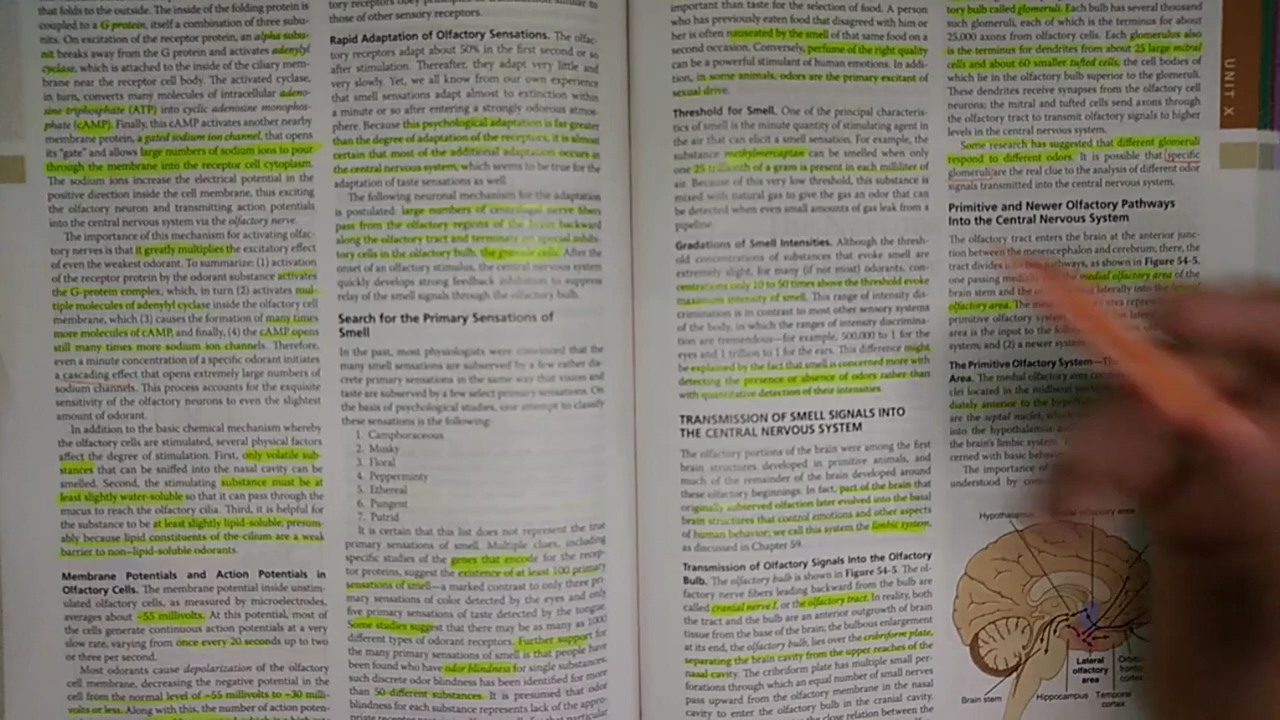 that folds to the outside. The inside of the folding protein is
coupled to a G protein, itself a combination of three subu-
nits. On excitation of the receptor protein, an alpha subu-
nit breaks away from the G protein and activates adenylyl
cyclase, which is attached to the inside of the ciliary mem-
brane near the receptor cell body. The activated cyclase,
in turn, converts many molecules of intracellular adeno-
sine triphosphate (ATP) into cyclic adenosine monophos-
phate (cAMP). Finally, this cAMP activates another nearby
membrane protein, a gated sodium ion channel, that opens
its "gate" and allows large numbers of sodium ions to pour
through the membrane into the receptor cell cytoplasm.
The sodium ions increase the electrical potential in the
positive direction inside the cell membrane, thus exciting
the olfactory neuron and transmitting action potentials
into the central nervous system via the olfactory nerve.
The importance of this mechanism for activating olfac-
tory nerves is that it greatly multiplies the excitatory effect
of even the weakest odorant. To summarize: (1) activation
of the receptor protein by the odorant substance activates
the G-protein complex, which, in turn (2) activates mul-
tiple molecules of adenylyl cyclase inside the olfactory cell
membrane, which (3) causes the formation of many times
more molecules of cAMP, and finally, (4) the cAMP opens
still many times more sodium ion channels. Therefore,
even a minute concentration of a specific odorant initiates
a cascading effect that opens extremely large numbers of
sodium channels. This process accounts for the exquisite
sensitivity of the olfactory neurons to even the slightest
amount of odorant.
In addition to the basic chemical mechanism whereby
the olfactory cells are stimulated, several physical factors
affect the degree of stimulation. First, only volatile sub-
stances that can be sniffed into the nasal cavity can be
smelled. Second, the stimulating substance must be at
least slightly water-soluble so that it can pass through the
mucus to reach the olfactory cilia. Third, it is helpful for
the substance to be at least slightly lipid-soluble, presum-
ably because lipid constituents of the cilium are a weak
barrier to non-lipid-soluble odorants.
Membrane Potentials and Action Potentials in
Olfactory Cells. The membrane potential inside unstim-
ulated olfactory cells, as measured by microelectrodes,
averages about −55 millivolts. At this potential, most of
the cells generate continuous action potentials at a very
slow rate, varying from once every 20 seconds up to two
or three per second.
Most odorants cause depolarization of the olfactory
cell membrane, decreasing the negative potential in the
cell from the normal level of −55 millivolts to −30 milli-
volts or less. Along with this, the number of action poten-
those of other sensory receptors.
Rapid Adaptation of Olfactory Sensations. The olfac-
tory receptors adapt about 50% in the first second or so
after stimulation. Thereafter, they adapt very little and
very slowly. Yet, we all know from our own experience
that smell sensations adapt almost to extinction within
a minute or so after entering a strongly odorous atmos-
phere. Because this psychological adaptation is far greater
than the degree of adaptation of the receptors, it is almost
certain that most of the additional adaptation occurs in
the central nervous system, which seems to be true for the
adaptation of taste sensations as well.
The following neuronal mechanism for the adaptation
is postulated: large numbers of centrifugal nerve fibers
pass from the olfactory regions of the brain backward
along the olfactory tract and terminate on special inhibi-
tory cells in the olfactory bulb, the granule cells. After the
onset of an olfactory stimulus, the central nervous system
quickly develops strong feedback inhibition to suppress
relay of the smell signals through the olfactory bulb.
Search for the Primary Sensations of
Smell
In the past, most physiologists were convinced that the
many smell sensations are subserved by a few rather dis-
crete primary sensations in the same way that vision and
taste are subserved by a few select primary sensations. On
the basis of psychological studies, one attempt to classify
these sensations is the following:
1. Camphoraceous
2. Musky
3. Floral
4. Pepperminty
5. Ethereal
6. Pungent
7. Putrid
It is certain that this list does not represent the true
primary sensations of smell. Multiple clues, including
specific studies of the genes that encode for the recep-
tor proteins, suggest the existence of at least 100 primary
sensations of smell—a marked contrast to only three pri-
mary sensations of color detected by the eyes and only
five primary sensations of taste detected by the tongue.
Some studies suggest that there may be as many as 1000
different types of odorant receptors. Further support for
the many primary sensations of smell is that people have
been found who have odor blindness for single substances;
such discrete odor blindness has been identified for more
than 50 different substances. It is presumed that odor
blindness for each substance represents lack of the appro-
important than taste for the selection of food. A person
who has previously eaten food that disagreed with him or
her is often nauseated by the smell of that same food on a
second occasion. Conversely, perfume of the right quality
can be a powerful stimulant of human emotions. In addi-
tion, in some animals, odors are the primary excitant of
sexual drive.
Threshold for Smell. One of the principal characteris-
tics of smell is the minute quantity of stimulating agent in
the air that can elicit a smell sensation. For example, the
substance methylmercaptan can be smelled when only
one 25 trillionth of a gram is present in each milliliter of
air. Because of this very low threshold, this substance is
mixed with natural gas to give the gas an odor that can
be detected when even small amounts of gas leak from a
pipeline.
Gradations of Smell Intensities. Although the thresh-
old concentrations of substances that evoke smell are
extremely slight, for many (if not most) odorants, con-
centrations only 10 to 50 times above the threshold evoke
maximum intensity of smell. This range of intensity dis-
crimination is in contrast to most other sensory systems
of the body, in which the ranges of intensity discrimina-
tion are tremendous—for example, 500,000 to 1 for the
eyes and 1 trillion to 1 for the ears. This difference might
be explained by the fact that smell is concerned more with
detecting the presence or absence of odors rather than
with quantitative detection of their intensities.
TRANSMISSION OF SMELL SIGNALS INTO
THE CENTRAL NERVOUS SYSTEM
The olfactory portions of the brain were among the first
brain structures developed in primitive animals, and
much of the remainder of the brain developed around
these olfactory beginnings. In fact, part of the brain that
originally subserved olfaction later evolved into the basal
brain structures that control emotions and other aspects
of human behavior; we call this system the limbic system,
as discussed in Chapter 59.
Transmission of Olfactory Signals Into the Olfactory
Bulb. The olfactory bulb is shown in Figure 54-5. The ol-
factory nerve fibers leading backward from the bulb are
called cranial nerve I, or the olfactory tract. In reality, both
the tract and the bulb are an anterior outgrowth of brain
tissue from the base of the brain; the bulbous enlargement
at its end, the olfactory bulb, lies over the cribriform plate,
separating the brain cavity from the upper reaches of the
nasal cavity. The cribriform plate has multiple small per-
forations through which an equal number of small nerves
pass upward from the olfactory membrane in the nasal
cavity to enter the olfactory bulb in the cranial cavity.
close relation between the
tory bulb called glomeruli. Each bulb has several thousand
such glomeruli, each of which is the terminus for about
25,000 axons from olfactory cells. Each glomerulus also
is the terminus for dendrites from about 25 large mitral
cells and about 60 smaller tufted cells, the cell bodies of
which lie in the olfactory bulb superior to the glomeruli.
These dendrites receive synapses from the olfactory cell
neurons; the mitral and tufted cells send axons through
the olfactory tract to transmit olfactory signals to higher
levels in the central nervous system.
Some research has suggested that different glomeruli
respond to different odors. It is possible that specific
glomeruli are the real clue to the analysis of different odor
signals transmitted into the central nervous system.
Primitive and Newer Olfactory Pathways
Into the Central Nervous System
The olfactory tract enters the brain at the anterior junc-
tion between the mesencephalon and cerebrum; there, the
tract divides pathways, as shown in Figure 54-5,
one passing the medial olfactory area of the
brain stem and the laterally into the lateral
olfactory area. The area
primitive olfactory
area is the input to the
system; and (2) a newer
The Primitive Olfactory System—The
Area. The medial olfactory area
clei located in the
diately anterior to the
are the septal nuclei,
into the hypothalamus
the brain's limbic system.
cerned with basic
The importance of
understood by
UNIT X
Hypothalamus
Lateral
olfactory
area
Brain stem
Hippocampus
Temporal
cortex